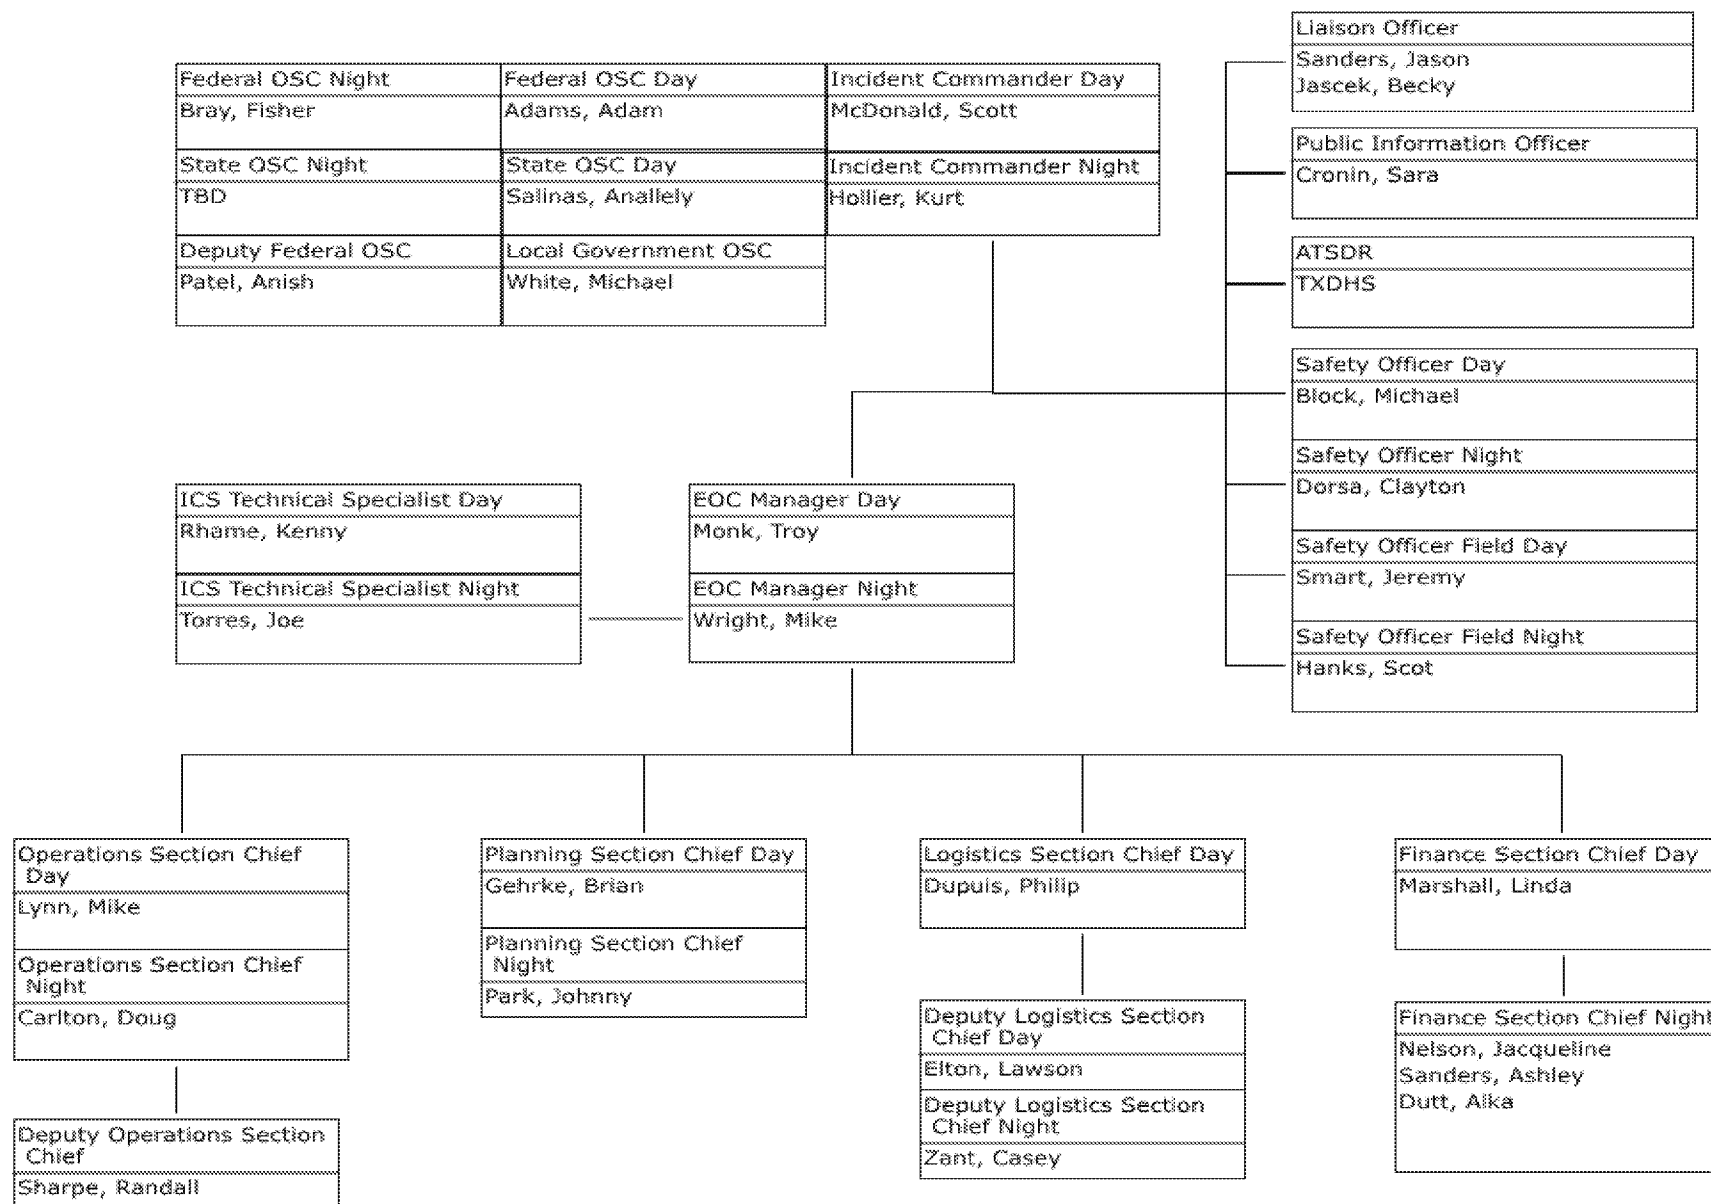 Liaison Officer
Sanders, Jason
Jascek, Becky
Federal OSC Night
Bray, Fisher
Federal OSC Day
Adams, Adam
Incident Commander Day
McDonald, Scott
State OSC Night
TBD
State OSC Day
Salinas, Anallely
Incident Commander Night
Hollier, Kurt
Deputy Federal OSC
Patel, Anish
Local Government OSC
White, Michael
Public Information Officer
Cronin, Sara
ATSDR
TXDHS
Safety Officer Day
Block, Michael
Safety Officer Night
Dorsa, Clayton
Safety Officer Field Day
Smart, Jeremy
Safety Officer Field Night
Hanks, Scot
ICS Technical Specialist Day
Rhame, Kenny
ICS Technical Specialist Night
Torres, Joe
EOC Manager Day
Monk, Troy
EOC Manager Night
Wright, Mike
Operations Section Chief
Day
Lynn, Mike
Operations Section Chief
Night
Carlton, Doug
Deputy Operations Section
Chief
Sharpe, Randall
Planning Section Chief Day
Gehrke, Brian
Planning Section Chief
Night
Park, Johnny
Logistics Section Chief Day
Dupuis, Philip
Deputy Logistics Section
Chief Day
Elton, Lawson
Deputy Logistics Section
Chief Night
Zant, Casey
Finance Section Chief Day
Marshall, Linda
Finance Section Chief Night
Nelson, Jacqueline
Sanders, Ashley
Dutt, Alka